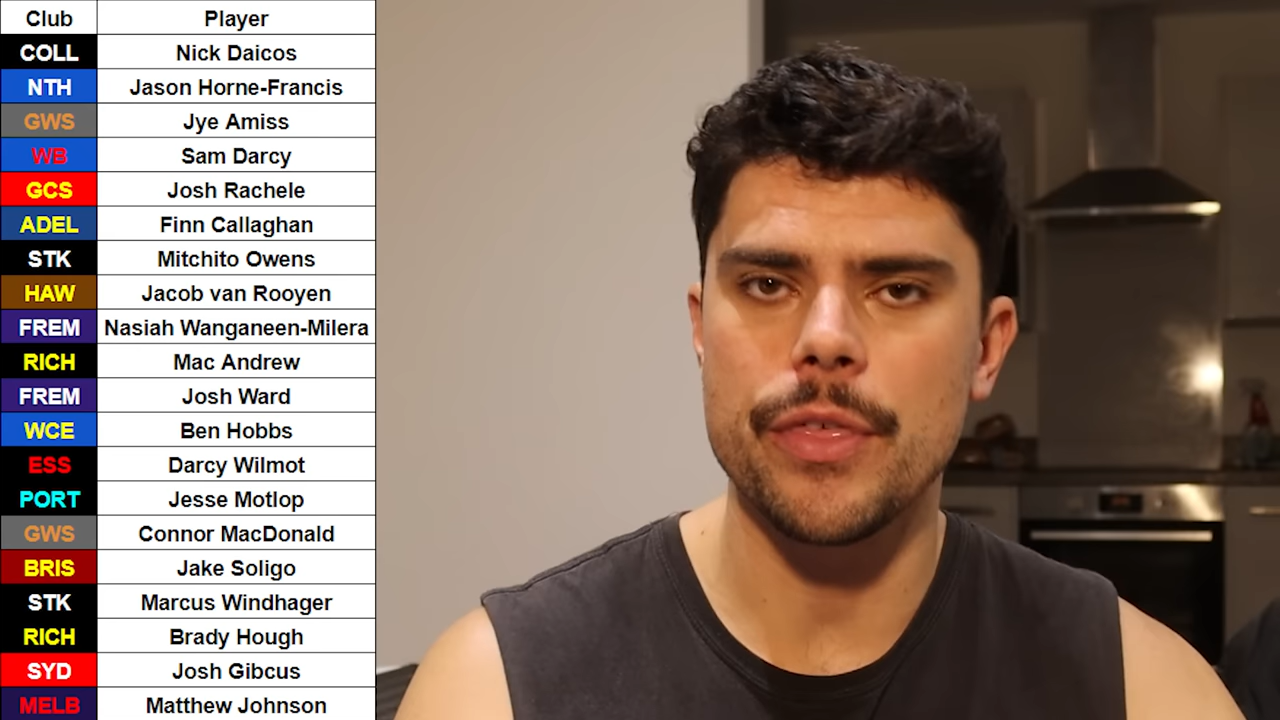 Club Player
COLL Nick Daicos
NTH Jason Horne-Francis
GWS Jye Amiss
WB Sam Darcy
GCS Josh Rachele
ADEL Finn Callaghan
STK Mitchito Owens
HAW Jacob van Rooyen
FREM Nasiah Wanganeen-Milera
RICH Mac Andrew
FREM Josh Ward
WCE Ben Hobbs
ESS Darcy Wilmot
PORT Jesse Motlop
GWS Connor MacDonald
BRIS Jake Soligo
STK Marcus Windhager
RICH Brady Hough
SYD Josh Gibcus
MELB Matthew Johnson